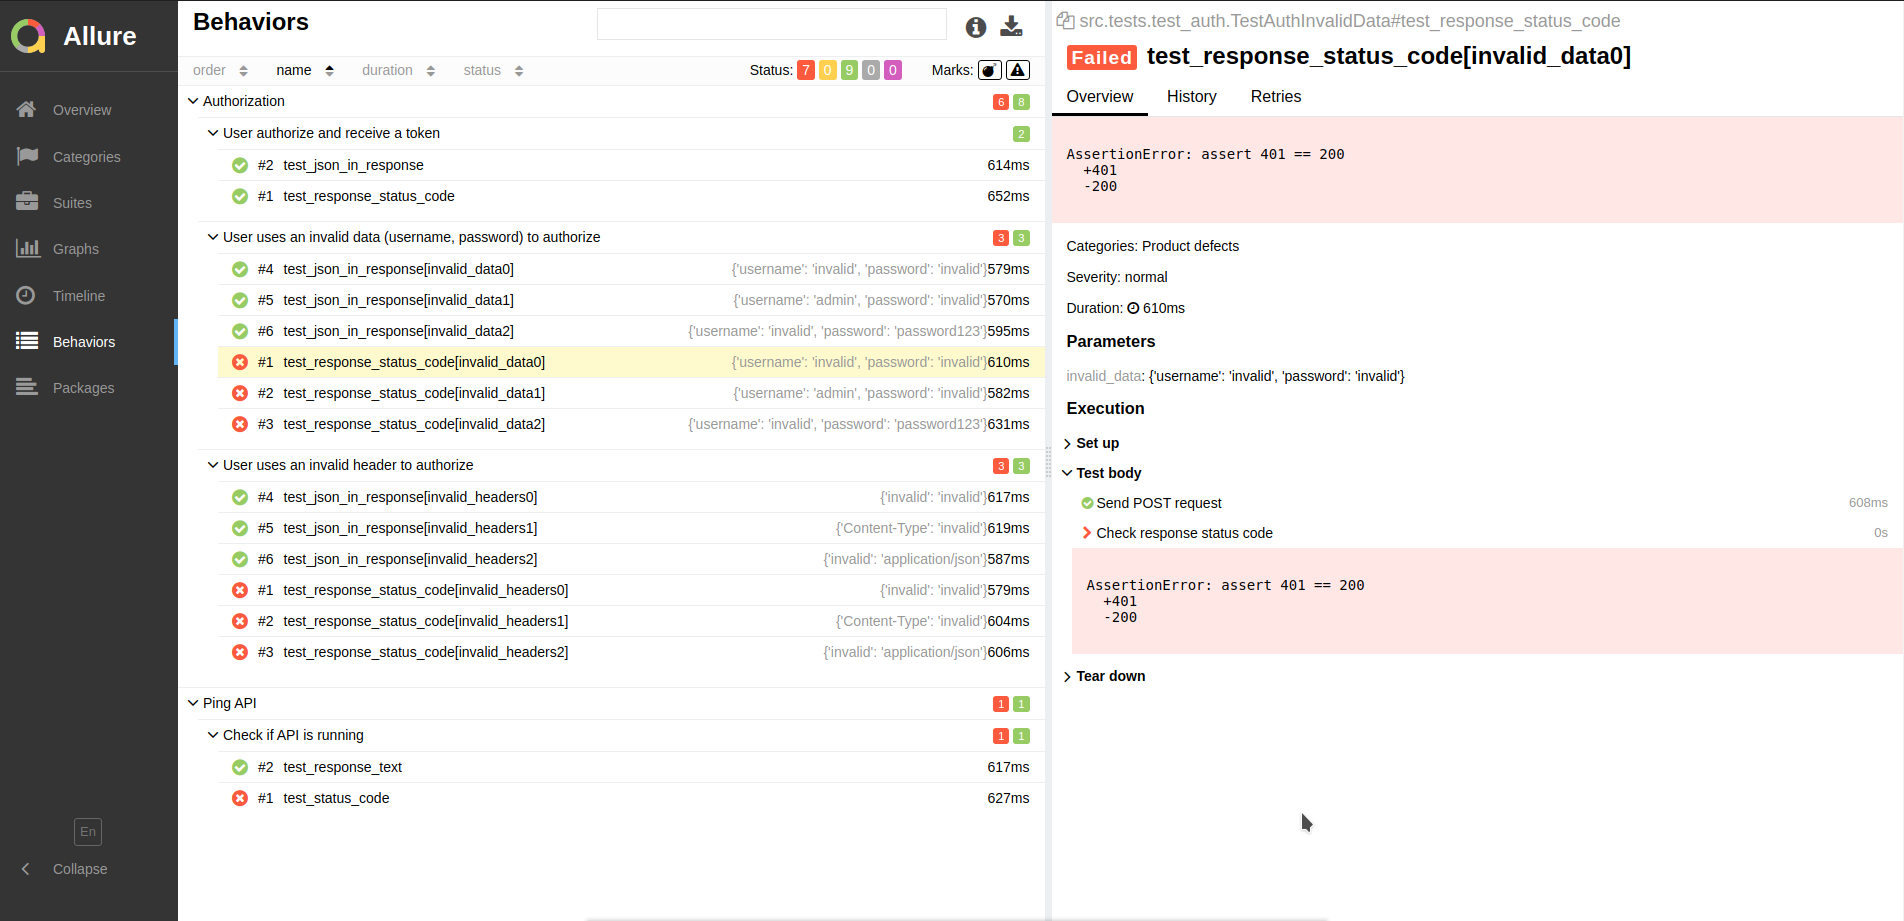 Allure
Overview
Categories
Suites
Graphs
Timeline
Behaviors
Packages
En
Collapse
Behaviors
order name duration status Status: 7 0 9 0 0 Marks:
Authorization 6 8
User authorize and receive a token 2
#2 test_json_in_response 614ms
#1 test_response_status_code 652ms
User uses an invalid data (username, password) to authorize 3 3
#4 test_json_in_response[invalid_data0] {'username': 'invalid', 'password': 'invalid'}579ms
#5 test_json_in_response[invalid_data1] {'username': 'admin', 'password': 'invalid'}570ms
#6 test_json_in_response[invalid_data2] {'username': 'invalid', 'password': 'password123'}595ms
#1 test_response_status_code[invalid_data0] {'username': 'invalid', 'password': 'invalid'}610ms
#2 test_response_status_code[invalid_data1] {'username': 'admin', 'password': 'invalid'}582ms
#3 test_response_status_code[invalid_data2] {'username': 'invalid', 'password': 'password123'}631ms
User uses an invalid header to authorize 3 3
#4 test_json_in_response[invalid_headers0] {'invalid': 'invalid'}617ms
#5 test_json_in_response[invalid_headers1] {'Content-Type': 'invalid'}619ms
#6 test_json_in_response[invalid_headers2] {'invalid': 'application/json'}587ms
#1 test_response_status_code[invalid_headers0] {'invalid': 'invalid'}579ms
#2 test_response_status_code[invalid_headers1] {'Content-Type': 'invalid'}604ms
#3 test_response_status_code[invalid_headers2] {'invalid': 'application/json'}606ms
Ping API 1 1
Check if API is running 1 1
#2 test_response_text 617ms
#1 test_status_code 627ms
src.tests.test_auth.TestAuthInvalidData#test_response_status_code
Failed test_response_status_code[invalid_data0]
Overview History Retries
AssertionError: assert 401 == 200
+401
-200
Categories: Product defects
Severity: normal
Duration: 610ms
Parameters
invalid_data: {'username': 'invalid', 'password': 'invalid'}
Execution
Set up
Test body
Send POST request 608ms
Check response status code 0s
AssertionError: assert 401 == 200
+401
-200
Tear down